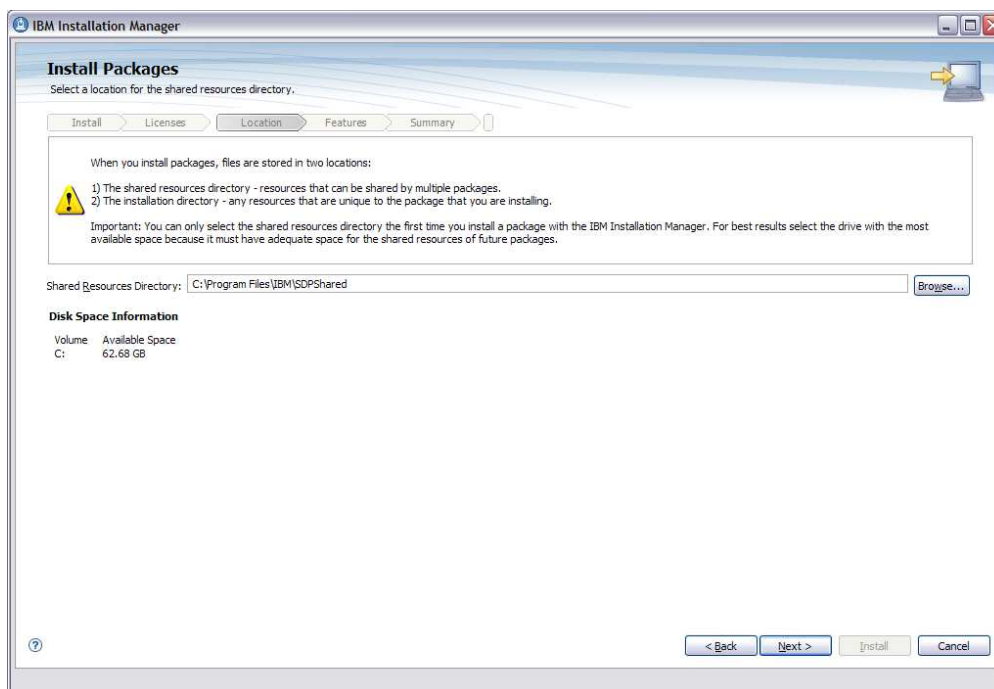 IBM Installation Manager
Install Packages
Select a location for the shared resources directory.
Install Licenses Location Features Summary
When you install packages, files are stored in two locations:
1) The shared resources directory - resources that can be shared by multiple packages.
2) The installation directory - any resources that are unique to the package that you are installing.
Important: You can only select the shared resources directory the first time you install a package with the IBM Installation Manager. For best results select the drive with the most
available space because it must have adequate space for the shared resources of future packages.
Shared Resources Directory: C:\Program Files\IBM\SDPShared Browse...
Disk Space Information
Volume Available Space
C: 62.68 GB
? < Back Next > Install Cancel